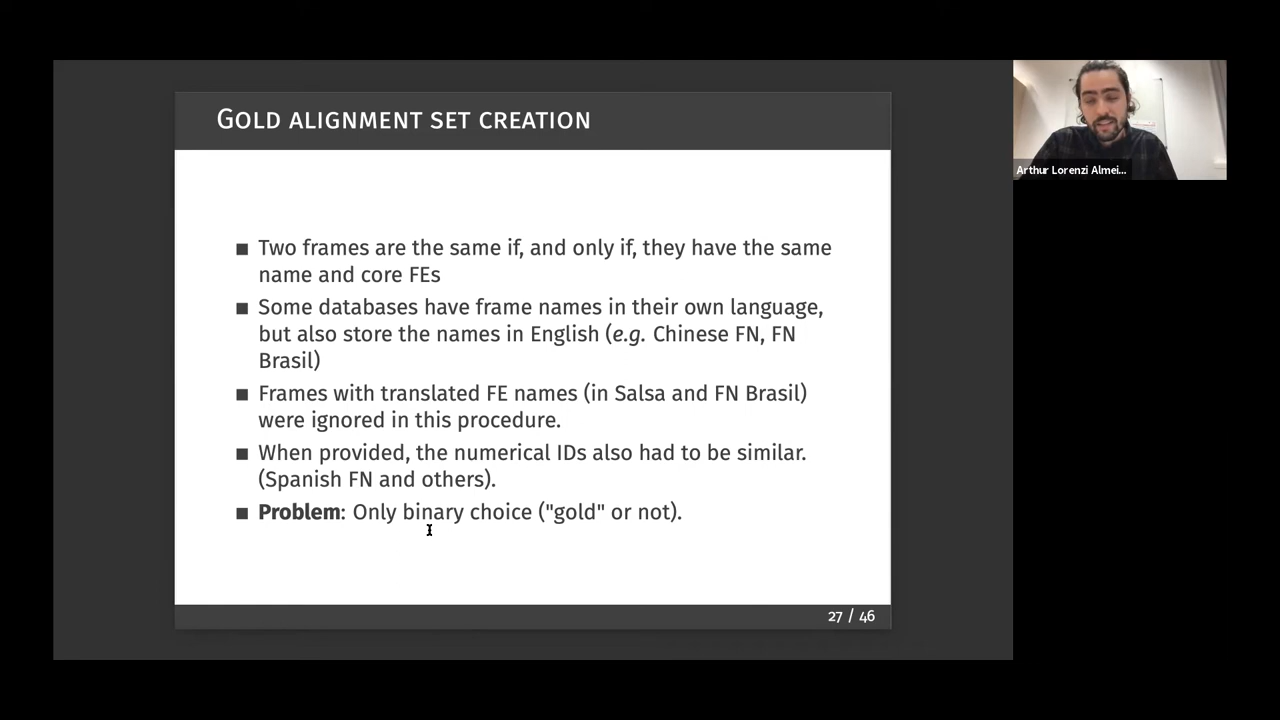 Gold alignment set creation
■ Two frames are the same if, and only if, they have the same
name and core FEs
■ Some databases have frame names in their own language,
but also store the names in English (e.g. Chinese FN, FN
Brasil)
■ Frames with translated FE names (in Salsa and FN Brasil)
were ignored in this procedure.
■ When provided, the numerical IDs also had to be similar.
(Spanish FN and others).
■ Problem: Only binary choice ("gold" or not).
27 / 46
Arthur Lorenzi Almei...